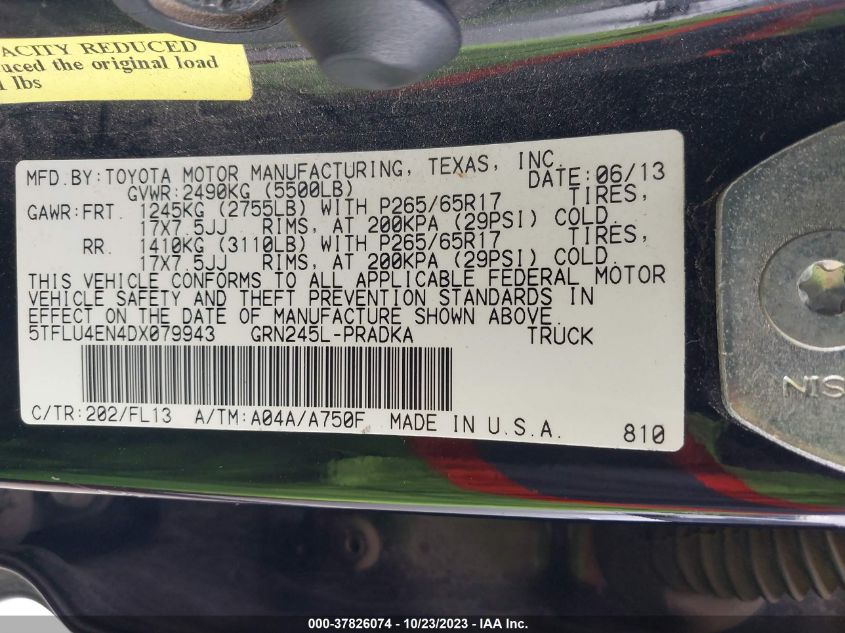 ACITY REDUCED
uced the original load
lbs
MFD.BY:TOYOTA MOTOR MANUFACTURING, TEXAS, INC.
GVWR:2490KG (5500LB) DATE:06/13
GAWR:FRT. 1245KG (2755LB) WITH P265/65R17 TIRES,
17X7.5JJ RIMS, AT 200KPA (29PSI) COLD.
RR. 1410KG (3110LB) WITH P265/65R17 TIRES,
17X7.5JJ RIMS, AT 200KPA (29PSI) COLD.
THIS VEHICLE CONFORMS TO ALL APPLICABLE FEDERAL MOTOR
VEHICLE SAFETY AND THEFT PREVENTION STANDARDS IN
EFFECT ON THE DATE OF MANUFACTURE SHOWN ABOVE.
5TFLU4EN4DX079943 GRN245L-PRADKA TRUCK
C/TR:202/FL13 A/TM:A04A/A750F MADE IN U.S.A. 810
NIS
000-37826074 - 10/23/2023 - IAA Inc.